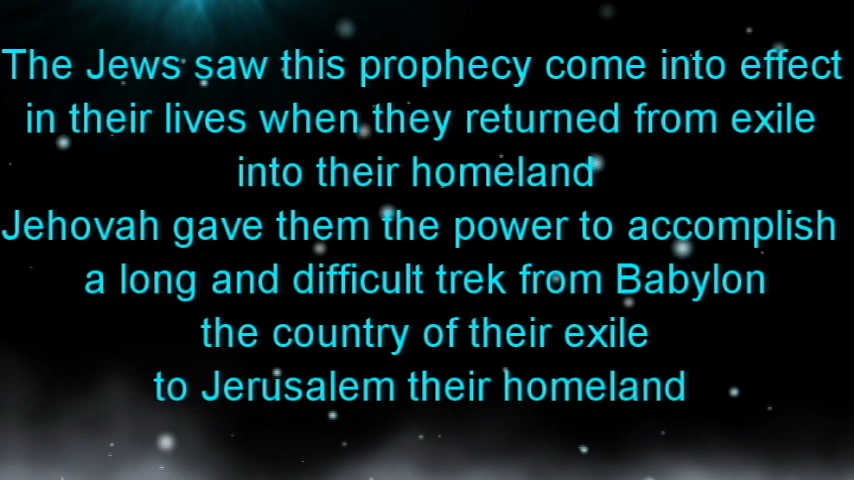 The Jews saw this prophecy come into effect
in their lives when they returned from exile
into their homeland
Jehovah gave them the power to accomplish
a long and difficult trek from Babylon
the country of their exile
to Jerusalem their homeland